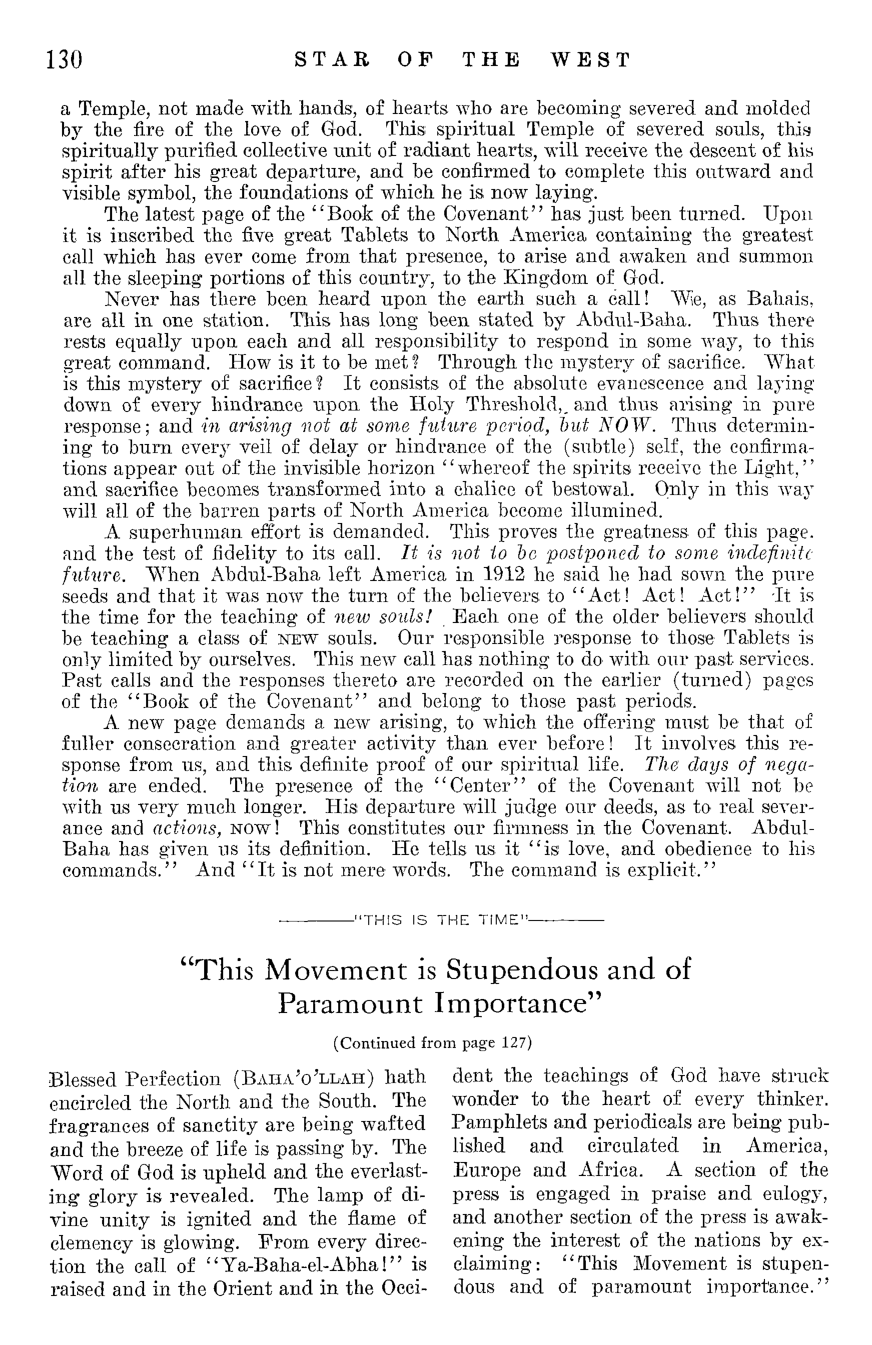 130 STAR OF THE WEST
a Temple, not made with hands, of hearts who are becoming severed and molded
by the fire of the love of God. This spiritual Temple of severed souls, this
spiritually purified collective unit of radiant hearts, will receive the descent of his
spirit after his great departure, and be confirmed to complete this outward and
visible symbol, the foundations of which he is now laying.
The latest page of the “Book of the Covenant” has just been turned. Upon
it is inscribed the five great Tablets to North America containing the greatest
call which has ever come from that presence, to arise and awaken and summon
all the sleeping portions of this country, to the Kingdom of God.
Never has there been heard upon the earth such a call! We, as Bahais,
are all in one station. This has long been stated by Abdul-Baha. Thus there
rests equally upon each and all responsibility to respond in some way, to this
great command. How is it to be met? Through the mystery of sacrifice. What
is this mystery of sacrifice? It consists of the absolute evanescence and laying
down of every hindrance upon the Holy Threshold, and thus arising in pure
response; and in arising not at some future period, but NOW. Thus determin-
ing to burn every veil of delay or hindrance of the (subtle) self, the confirma-
tions appear out of the invisible horizon “whereof the spirits receive the Light,”
and sacrifice becomes transformed into a chalice of bestowal. Only in this way
will all of the barren parts of North America become illumined.
A superhuman effort is demanded. This proves the greatness of this page.
and the test of fidelity to its call. It is not to be postponed to some indefinite
future. When Abdul-Baha left America in 1912 he said he had sown the pure
seeds and that it was now the turn of the believers to “Act! Act! Act!” It is
the time for the teaching of new souls! Each one of the older believers should
be teaching a class of NEW souls. Our responsible response to those Tablets is
only limited by ourselves. This new call has nothing to do with our past services.
Past calls and the responses thereto are recorded on the earlier (turned) pages
of the “Book of the Covenant” and belong to those past periods.
A new page demands a new arising, to which the offering must be that of
fuller consecration and greater activity than ever before! It involves this re-
sponse from us, and this definite proof of our spiritual life. The days of nega-
tion are ended. The presence of the “Center” of the Covenant will not be
with us very much longer. His departure will judge our deeds, as to real sever-
ance and actions, NOW! This constitutes our firmness in the Covenant. Abdul-
Baha has given us its definition. He tells us it “is love, and obedience to his
commands.” And “It is not mere words. The command is explicit.”
"THIS IS THE TIME"
“This Movement is Stupendous and of
Paramount Importance”
(Continued from page 127)
Blessed Perfection (BAHA’O’LLAH) hath
encircled the North and the South. The
fragrances of sanctity are being wafted
and the breeze of life is passing by. The
Word of God is upheld and the everlast-
ing glory is revealed. The lamp of di-
vine unity is ignited and the flame of
clemency is glowing. From every direc-
tion the call of “Ya-Baha-el-Abha!” is
raised and in the Orient and in the Occi-
dent the teachings of God have struck
wonder to the heart of every thinker.
Pamphlets and periodicals are being pub-
lished and circulated in America,
Europe and Africa. A section of the
press is engaged in praise and eulogy,
and another section of the press is awak-
ening the interest of the nations by ex-
claiming: “This Movement is stupen-
dous and of paramount importance.”